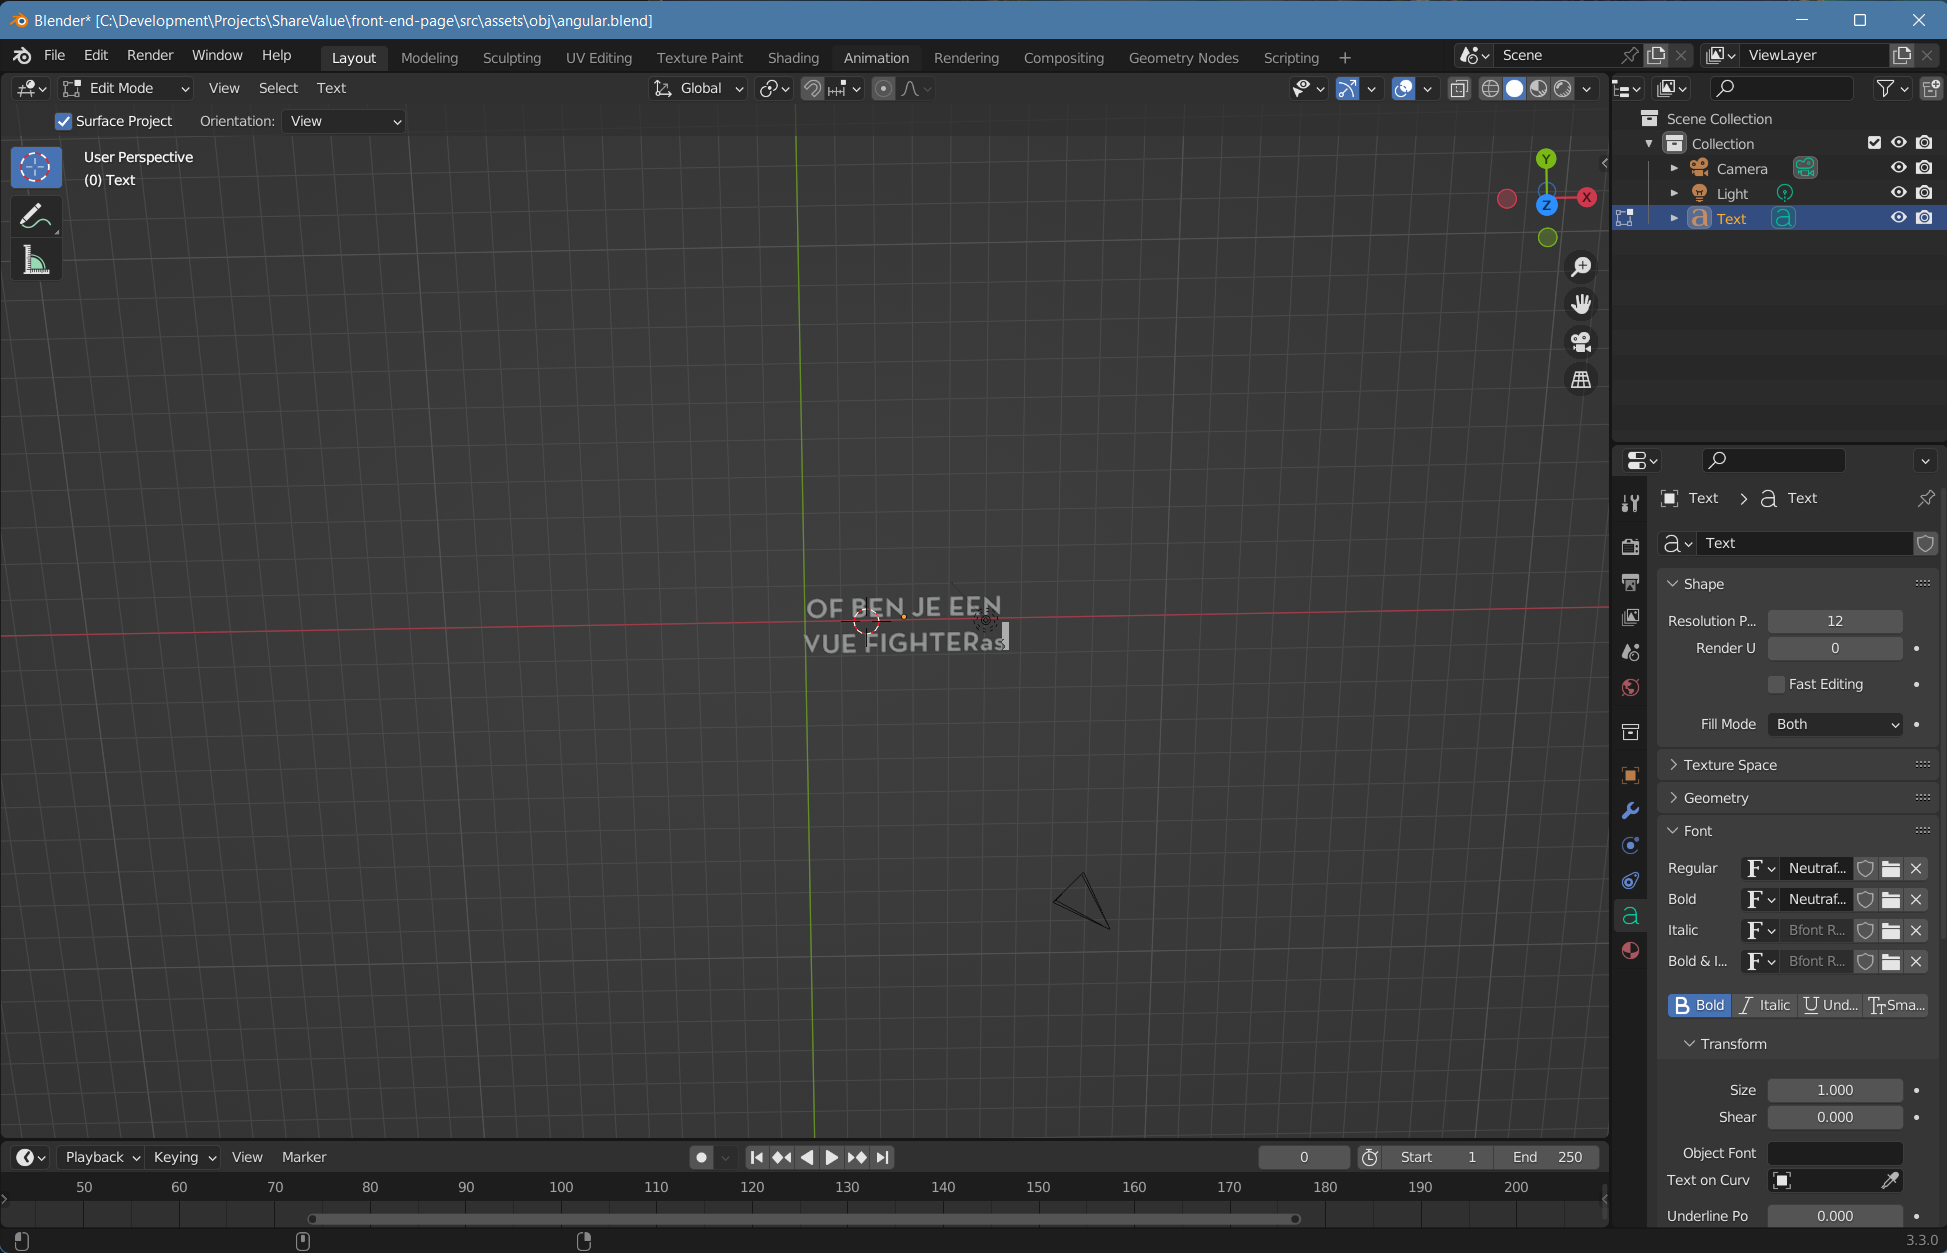 Blender* [C:\Development\Projects\ShareValue\front-end-page\src\assets\obj\angular.blend]
File Edit Render Window Help Layout Modeling Sculpting UV Editing Texture Paint Shading Animation Rendering Compositing Geometry Nodes Scripting + Scene ViewLayer
Edit Mode View Select Text Global
Surface Project Orientation: View
User Perspective
(0) Text
Y
X
Z
Scene Collection
Collection
Camera
Light
Text
OF BEN JE EEN
VUE FIGHTERas
Text > Text
Text
Shape
Resolution P... 12
Render U 0
Fast Editing
Fill Mode Both
Texture Space
Geometry
Font
Regular F Neutraf...
Bold F Neutraf...
Italic F Bfont R...
Bold & I... F Bfont R...
B Bold I Italic U Und... Tt Sma...
Transform
Size 1.000
Shear 0.000
Object Font
Text on Curv
Underline Po 0.000
Playback Keying View Marker 0 Start 1 End 250
50 60 70 80 90 100 110 120 130 140 150 160 170 180 190 200
3.3.0